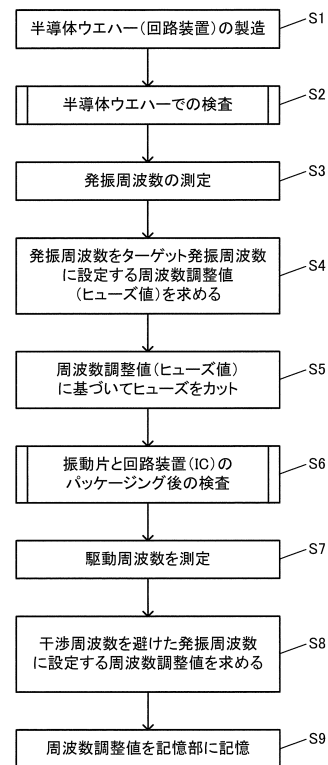 半導体ウエハー(回路装置)の製造
S1
半導体ウエハーでの検査
S2
発振周波数の測定
S3
発振周波数をターゲット発振周波数
に設定する周波数調整値
(ヒューズ値)を求める
S4
周波数調整値(ヒューズ値)
に基づいてヒューズをカット
S5
振動片と回路装置(IC)の
パッケージング後の検査
S6
駆動周波数を測定
S7
干渉周波数を避けた発振周波数
に設定する周波数調整値を求める
S8
周波数調整値を記憶部に記憶
S9